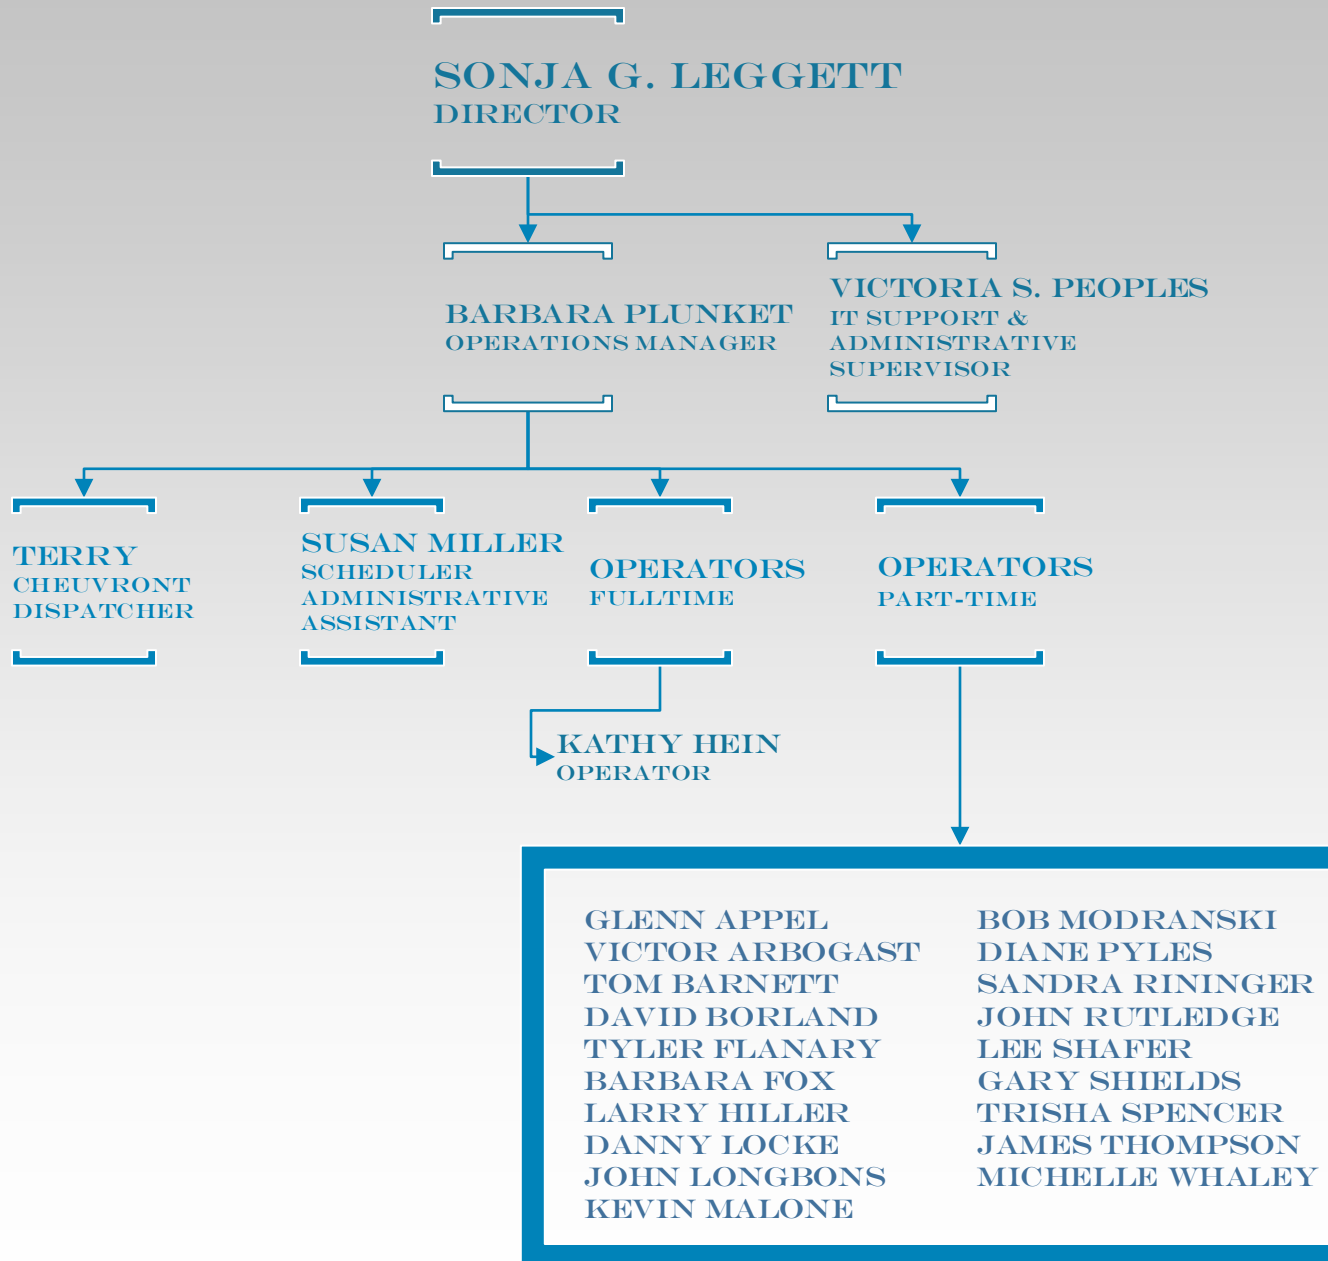 SONJA G. LEGGETT
DIRECTOR
BARBARA PLUNKET
OPERATIONS MANAGER
VICTORIA S. PEOPLES
IT SUPPORT &
ADMINISTRATIVE
SUPERVISOR
TERRY
CHEUVRONT
DISPATCHER
SUSAN MILLER
SCHEDULER
ADMINISTRATIVE
ASSISTANT
OPERATORS
FULLTIME
OPERATORS
PART-TIME
KATHY HEIN
OPERATOR
GLENN APPEL
VICTOR ARBOGAST
TOM BARNETT
DAVID BORLAND
TYLER FLANARY
BARBARA FOX
LARRY HILLER
DANNY LOCKE
JOHN LONGBONS
KEVIN MALONE
BOB MODRANSKI
DIANE PYLES
SANDRA RININGER
JOHN RUTLEDGE
LEE SHAFER
GARY SHIELDS
TRISHA SPENCER
JAMES THOMPSON
MICHELLE WHALEY